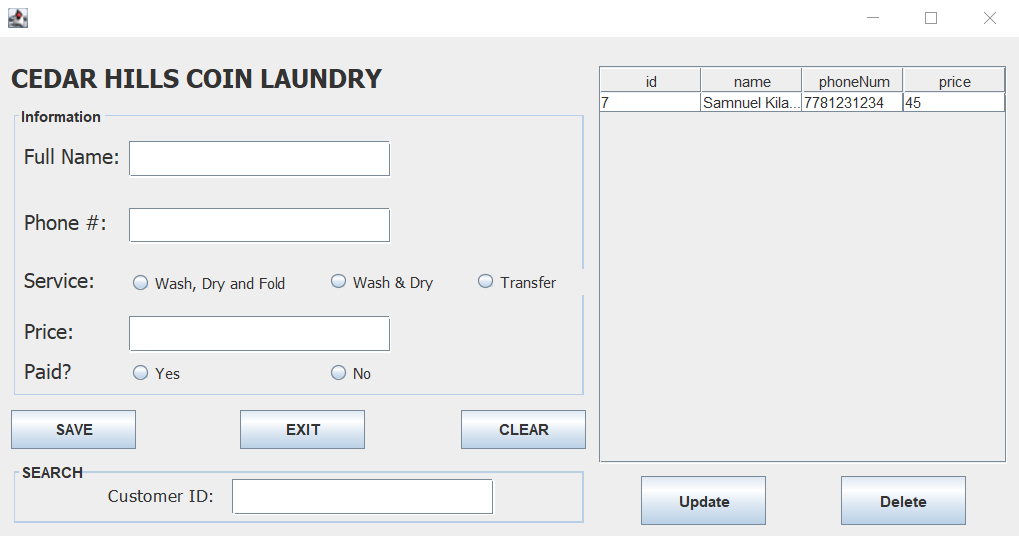 CEDAR HILLS COIN LAUNDRY
Information
Full Name:
Phone #:
Service: Wash, Dry and Fold Wash & Dry Transfer
Price:
Paid? Yes No
SAVE EXIT CLEAR
SEARCH
Customer ID:
id name phoneNum price
7 Samnuel Kila... 7781231234 45
Update Delete